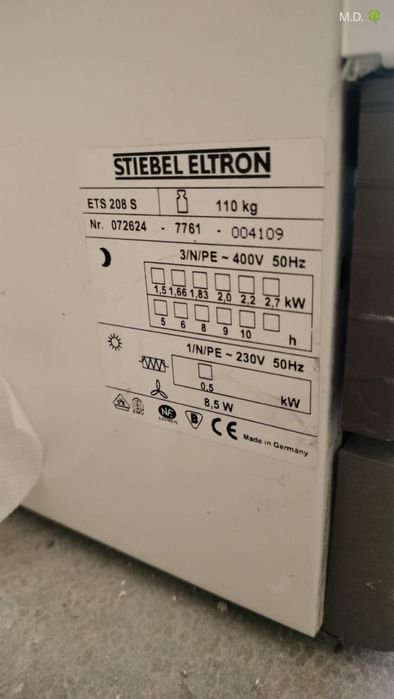 M.D.
STIEBEL ELTRON
ETS 208 S 110 kg
Nr. 072624 - 7761 - 004109
3/N/PE ~ 400V 50Hz
1,5 1,66 1,83 2,0 2,2 2,7 kW
5 6 8 9 10 h
1/N/PE ~ 230V 50Hz
0,5 kW
8,5 W
NF B CE Made in Germany